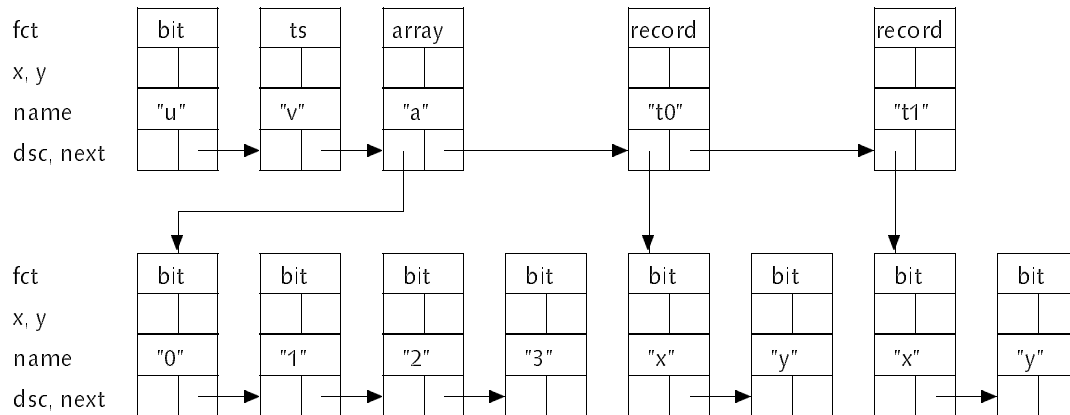 fct bit ts array record record
x, y
name "u" "v" "a" "t0" "t1"
dsc, next
fct bit bit bit bit bit bit bit bit
x, y
name "0" "1" "2" "3" "x" "y" "x" "y"
dsc, next